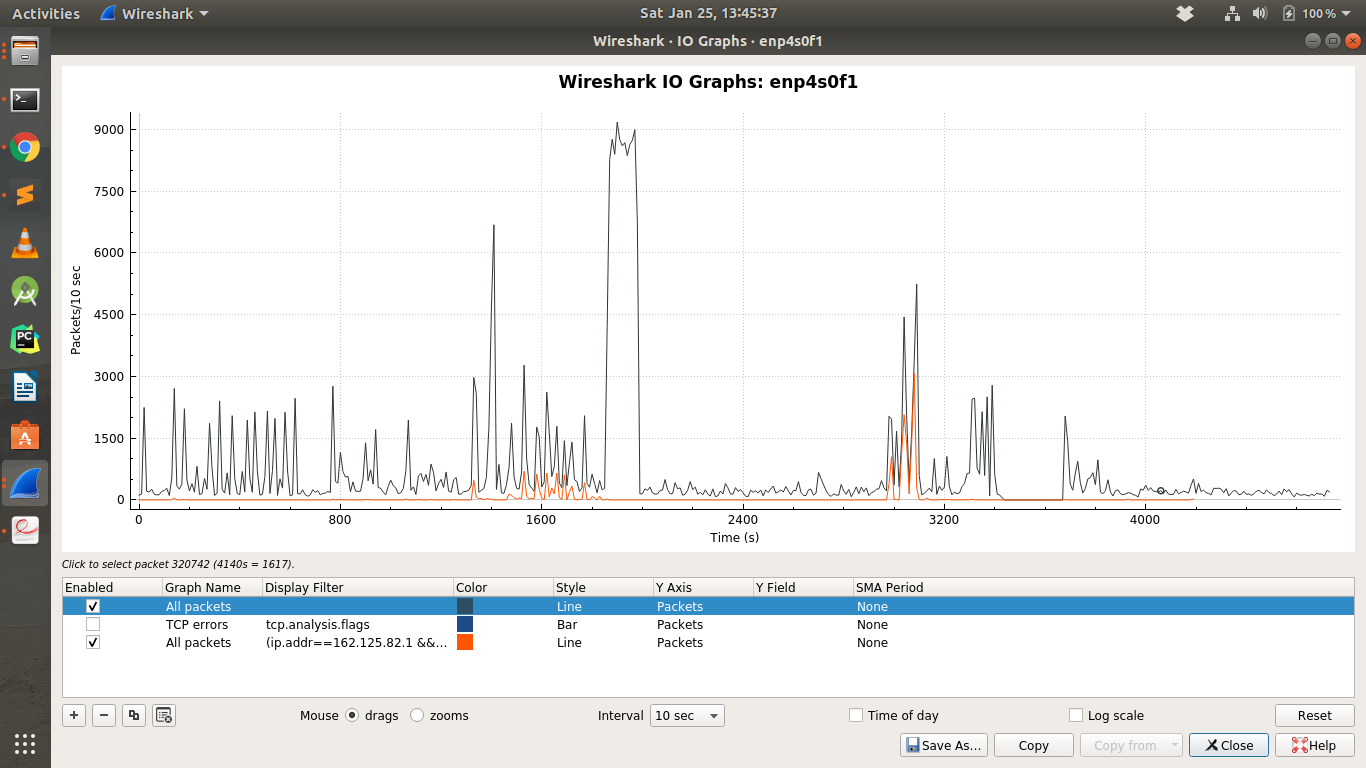 Activities Wireshark Sat Jan 25, 13:45:37 100 %
Wireshark · IO Graphs · enp4s0f1
Wireshark IO Graphs: enp4s0f1
9000
7500
6000
4500
3000
1500
0
Packets/10 sec
0 800 1600 2400 3200 4000
Time (s)
Click to select packet 320742 (4140s = 1617).
Enabled Graph Name Display Filter Color Style Y Axis Y Field SMA Period
All packets Line Packets None
TCP errors tcp.analysis.flags Bar Packets None
All packets (ip.addr==162.125.82.1 &&... Line Packets None
+ − Mouse drags zooms Interval 10 sec Time of day Log scale Reset
Save As... Copy Copy from Close Help
PC